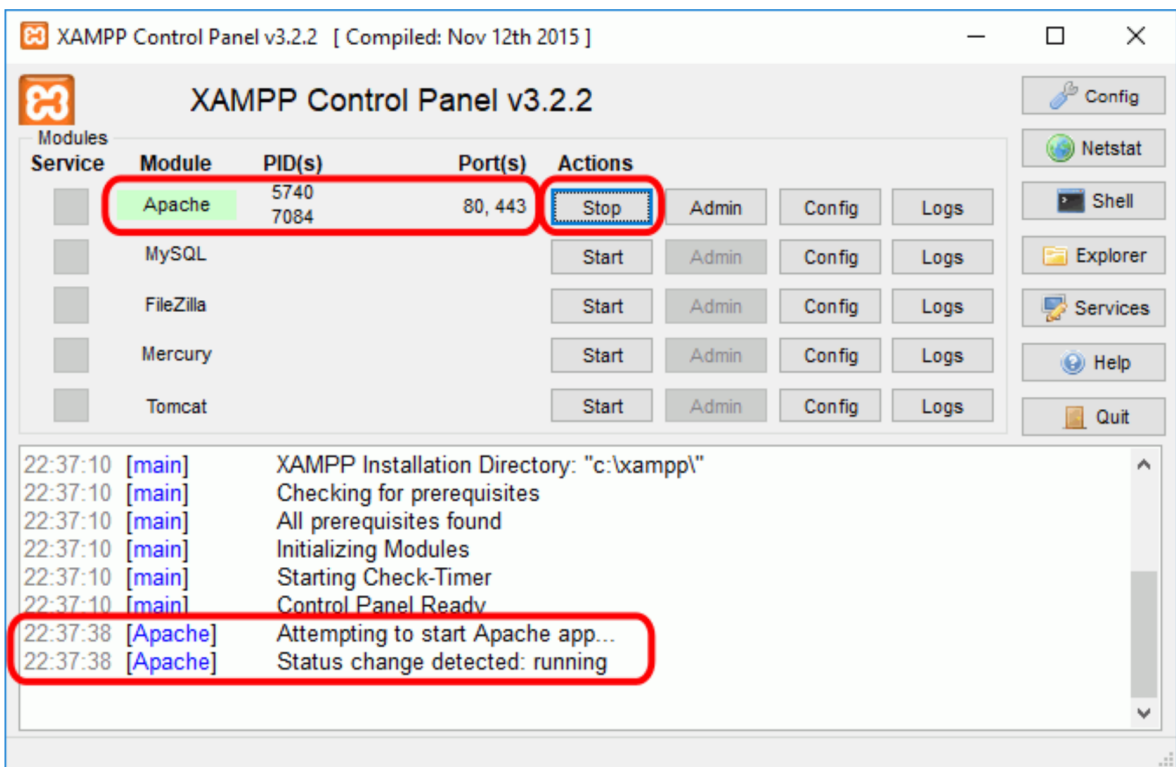 XAMPP Control Panel v3.2.2 [ Compiled: Nov 12th 2015 ]
XAMPP Control Panel v3.2.2
Config
Modules
Service Module PID(s) Port(s) Actions
Netstat
Apache 5740 7084 80, 443 Stop Admin Config Logs
Shell
MySQL Start Admin Config Logs
Explorer
FileZilla Start Admin Config Logs
Services
Mercury Start Admin Config Logs
Help
Tomcat Start Admin Config Logs
Quit
22:37:10 [main] XAMPP Installation Directory: "c:\xampp\"
22:37:10 [main] Checking for prerequisites
22:37:10 [main] All prerequisites found
22:37:10 [main] Initializing Modules
22:37:10 [main] Starting Check-Timer
22:37:10 [main] Control Panel Ready
22:37:38 [Apache] Attempting to start Apache app...
22:37:38 [Apache] Status change detected: running